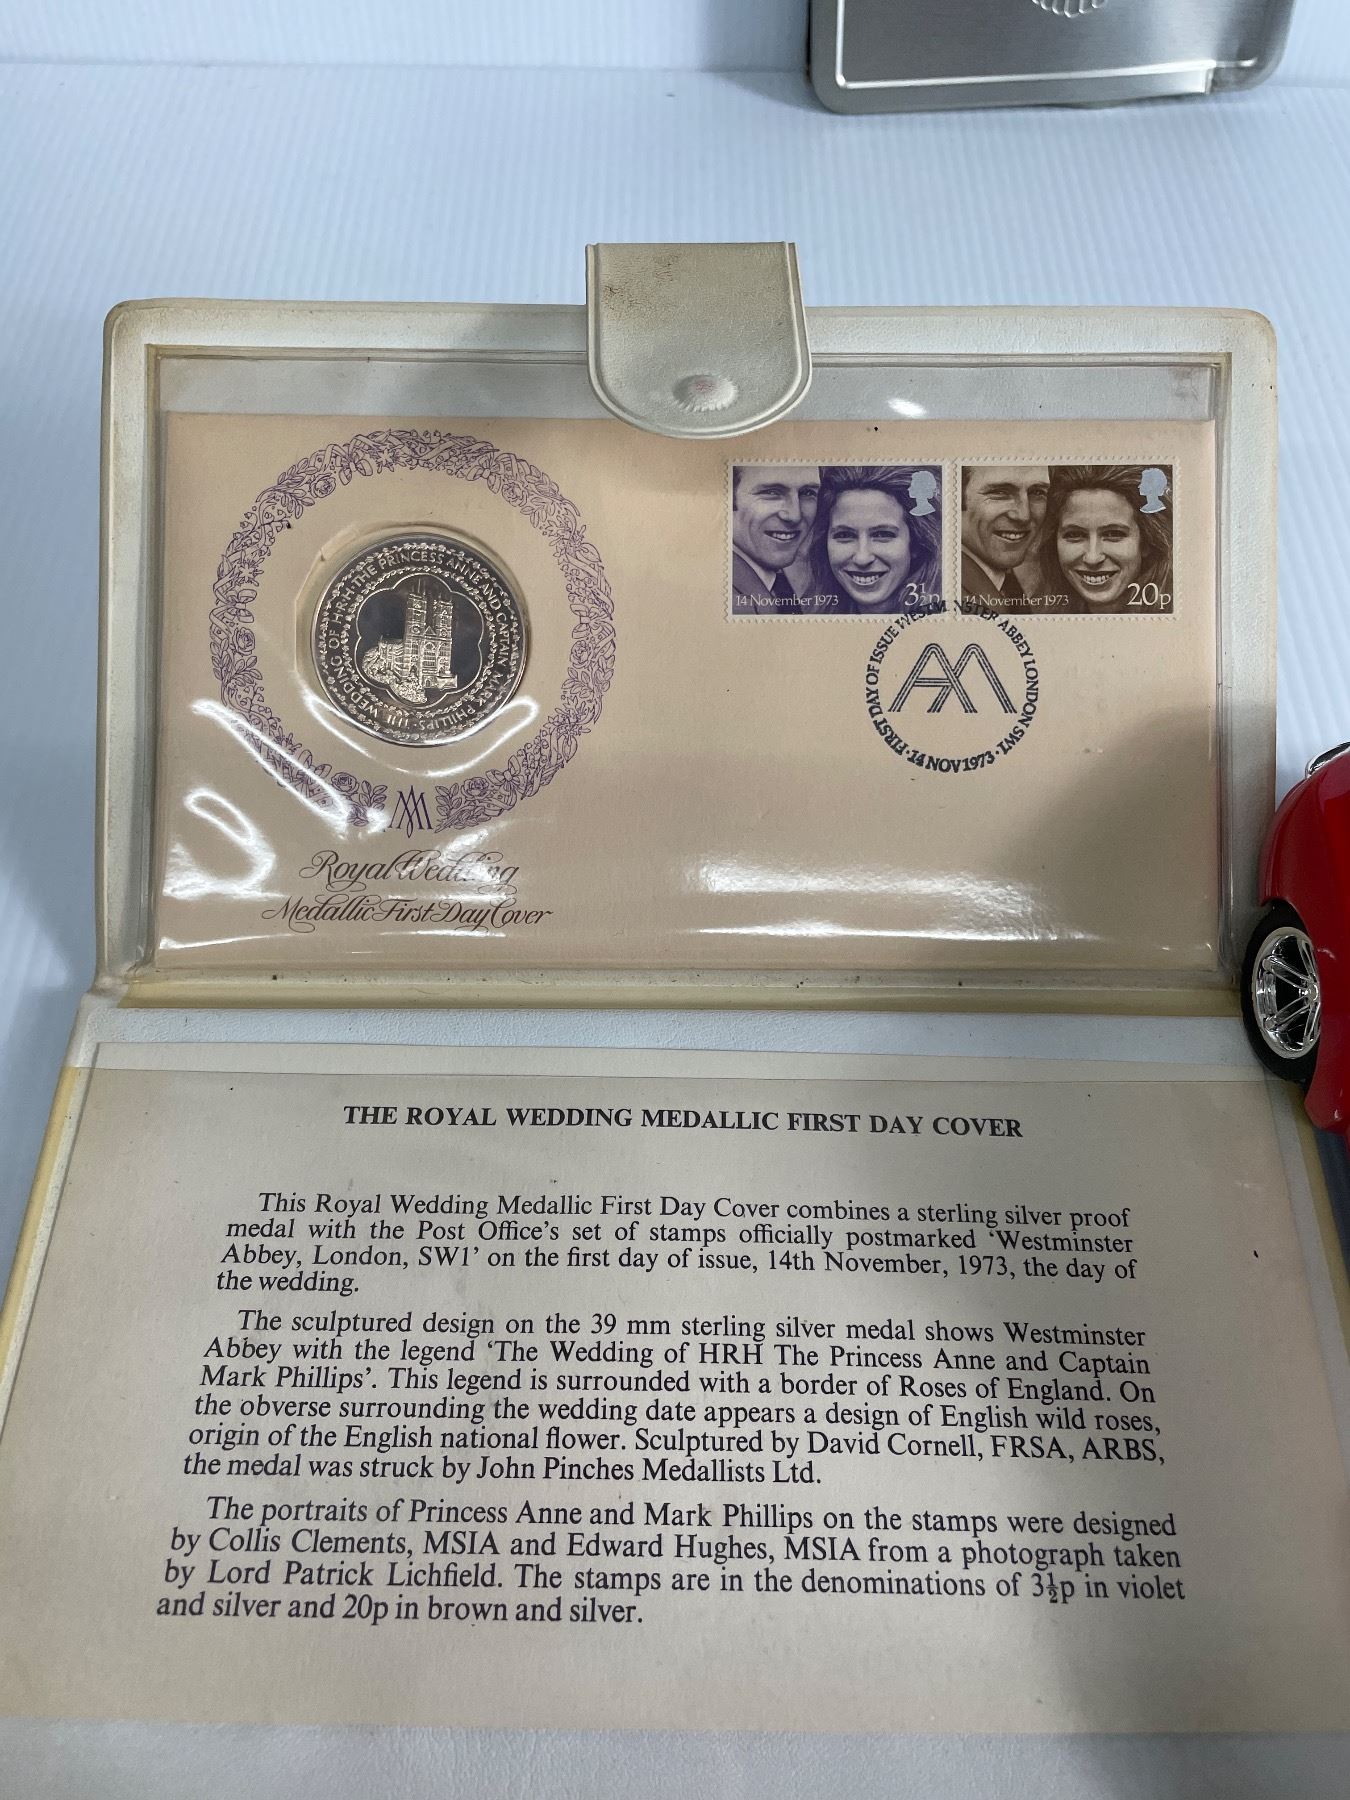 THE WEDDING OF H.R.H. THE PRINCESS ANNE AND CAPTAIN MARK PHILLIPS
14 November 1973
3½p
14 November 1973
20p
FIRST DAY OF ISSUE WESTMINSTER ABBEY LONDON SW1
14 NOV 1973
Royal Wedding
Medallic First Day Cover
THE ROYAL WEDDING MEDALLIC FIRST DAY COVER
This Royal Wedding Medallic First Day Cover combines a sterling silver proof
medal with the Post Office's set of stamps officially postmarked 'Westminster
Abbey, London, SW1' on the first day of issue, 14th November, 1973, the day of
the wedding.
The sculptured design on the 39 mm sterling silver medal shows Westminster
Abbey with the legend 'The Wedding of HRH The Princess Anne and Captain
Mark Phillips'. This legend is surrounded with a border of Roses of England. On
the obverse surrounding the wedding date appears a design of English wild roses,
origin of the English national flower. Sculptured by David Cornell, FRSA, ARBS,
the medal was struck by John Pinches Medallists Ltd.
The portraits of Princess Anne and Mark Phillips on the stamps were designed
by Collis Clements, MSIA and Edward Hughes, MSIA from a photograph taken
by Lord Patrick Lichfield. The stamps are in the denominations of 3½p in violet
and silver and 20p in brown and silver.